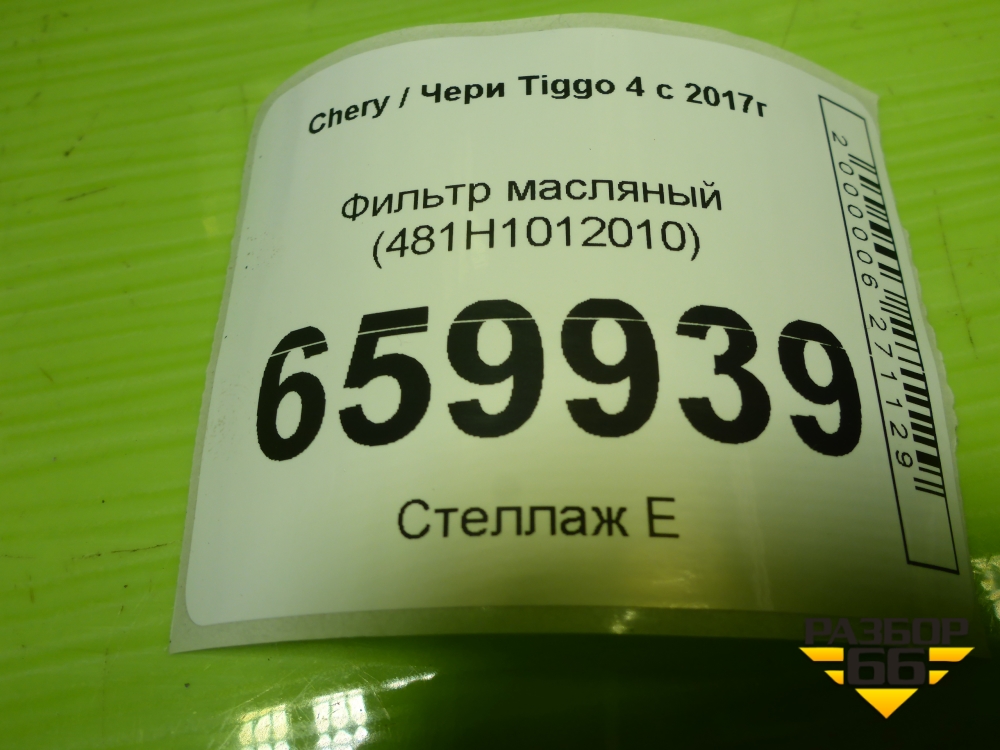 Chery / Чери Tiggo 4 с 2017г
Фильтр масляный
(481H1012010)
659939
Стеллаж Е
2000006271129
РАЗБОР
66